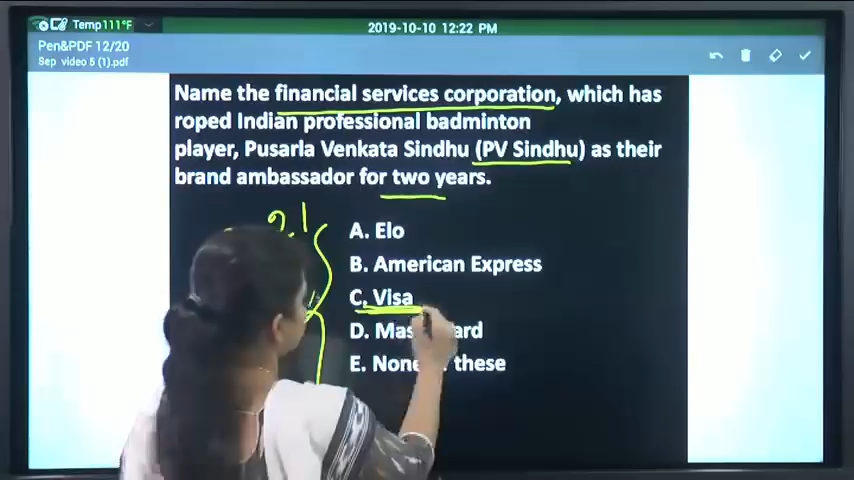 Temp111°F
2019-10-10 12:22 PM
Pen&PDF 12/20
Sep video 5 (1).pdf
Name the financial services corporation, which has
roped Indian professional badminton
player, Pusarla Venkata Sindhu (PV Sindhu) as their
brand ambassador for two years.
A. Elo
B. American Express
C. Visa
D.
E. these